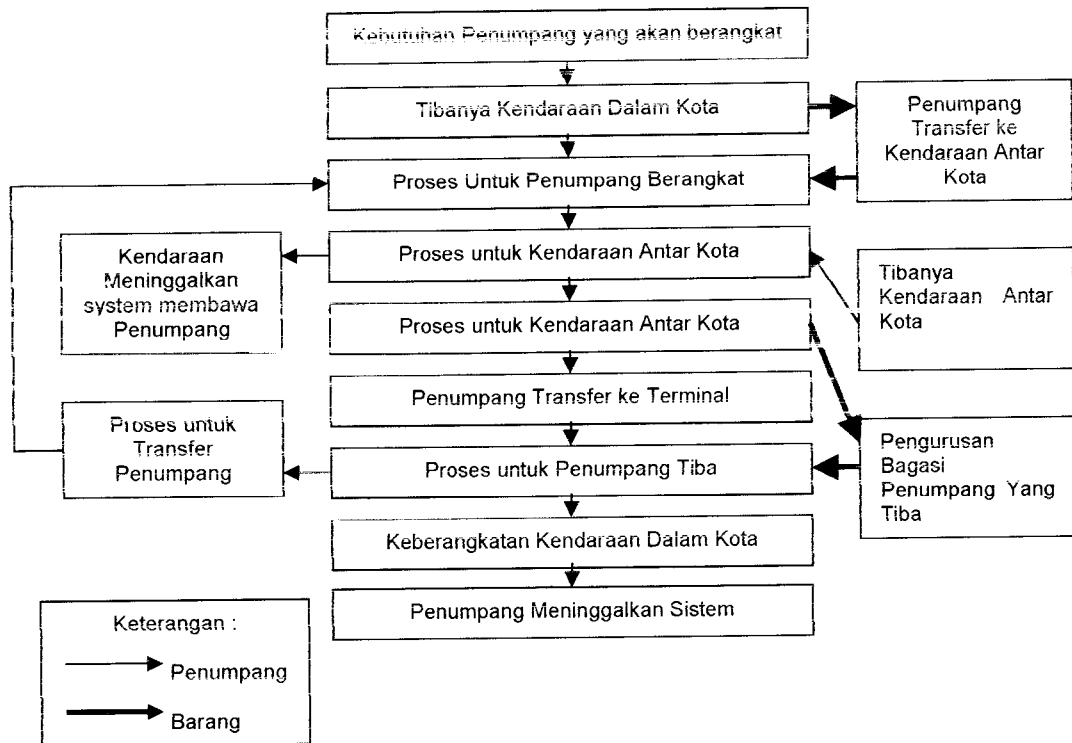 Kebutuhan Penumpang yang akan berangkat
Tibanya Kendaraan Dalam Kota
Penumpang
Transfer ke
Kendaraan Antar
Kota
Proses Untuk Penumpang Berangkat
Proses untuk Kendaraan Antar Kota
Kendaraan
Meninggalkan
system membawa
Penumpang
Tibanya
Kendaraan Antar
Kota
Proses untuk Kendaraan Antar Kota
Penumpang Transfer ke Terminal
Proses untuk
Transfer
Penumpang
Proses untuk Penumpang Tiba
Pengurusan
Bagasi
Penumpang Yang
Tiba
Keberangkatan Kendaraan Dalam Kota
Penumpang Meninggalkan Sistem
Keterangan :
Penumpang
Barang